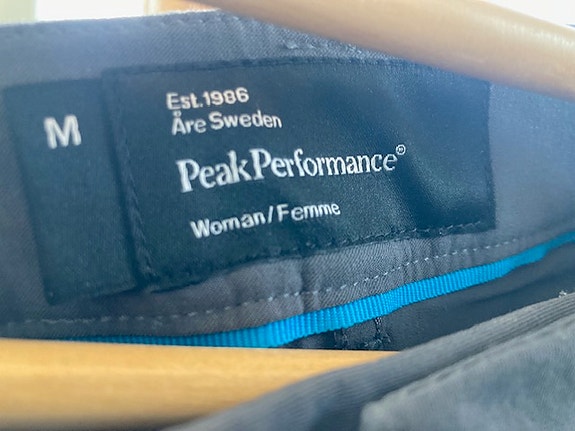 M
Est.1986
Åre Sweden
PeakPerformance®
Woman/Femme